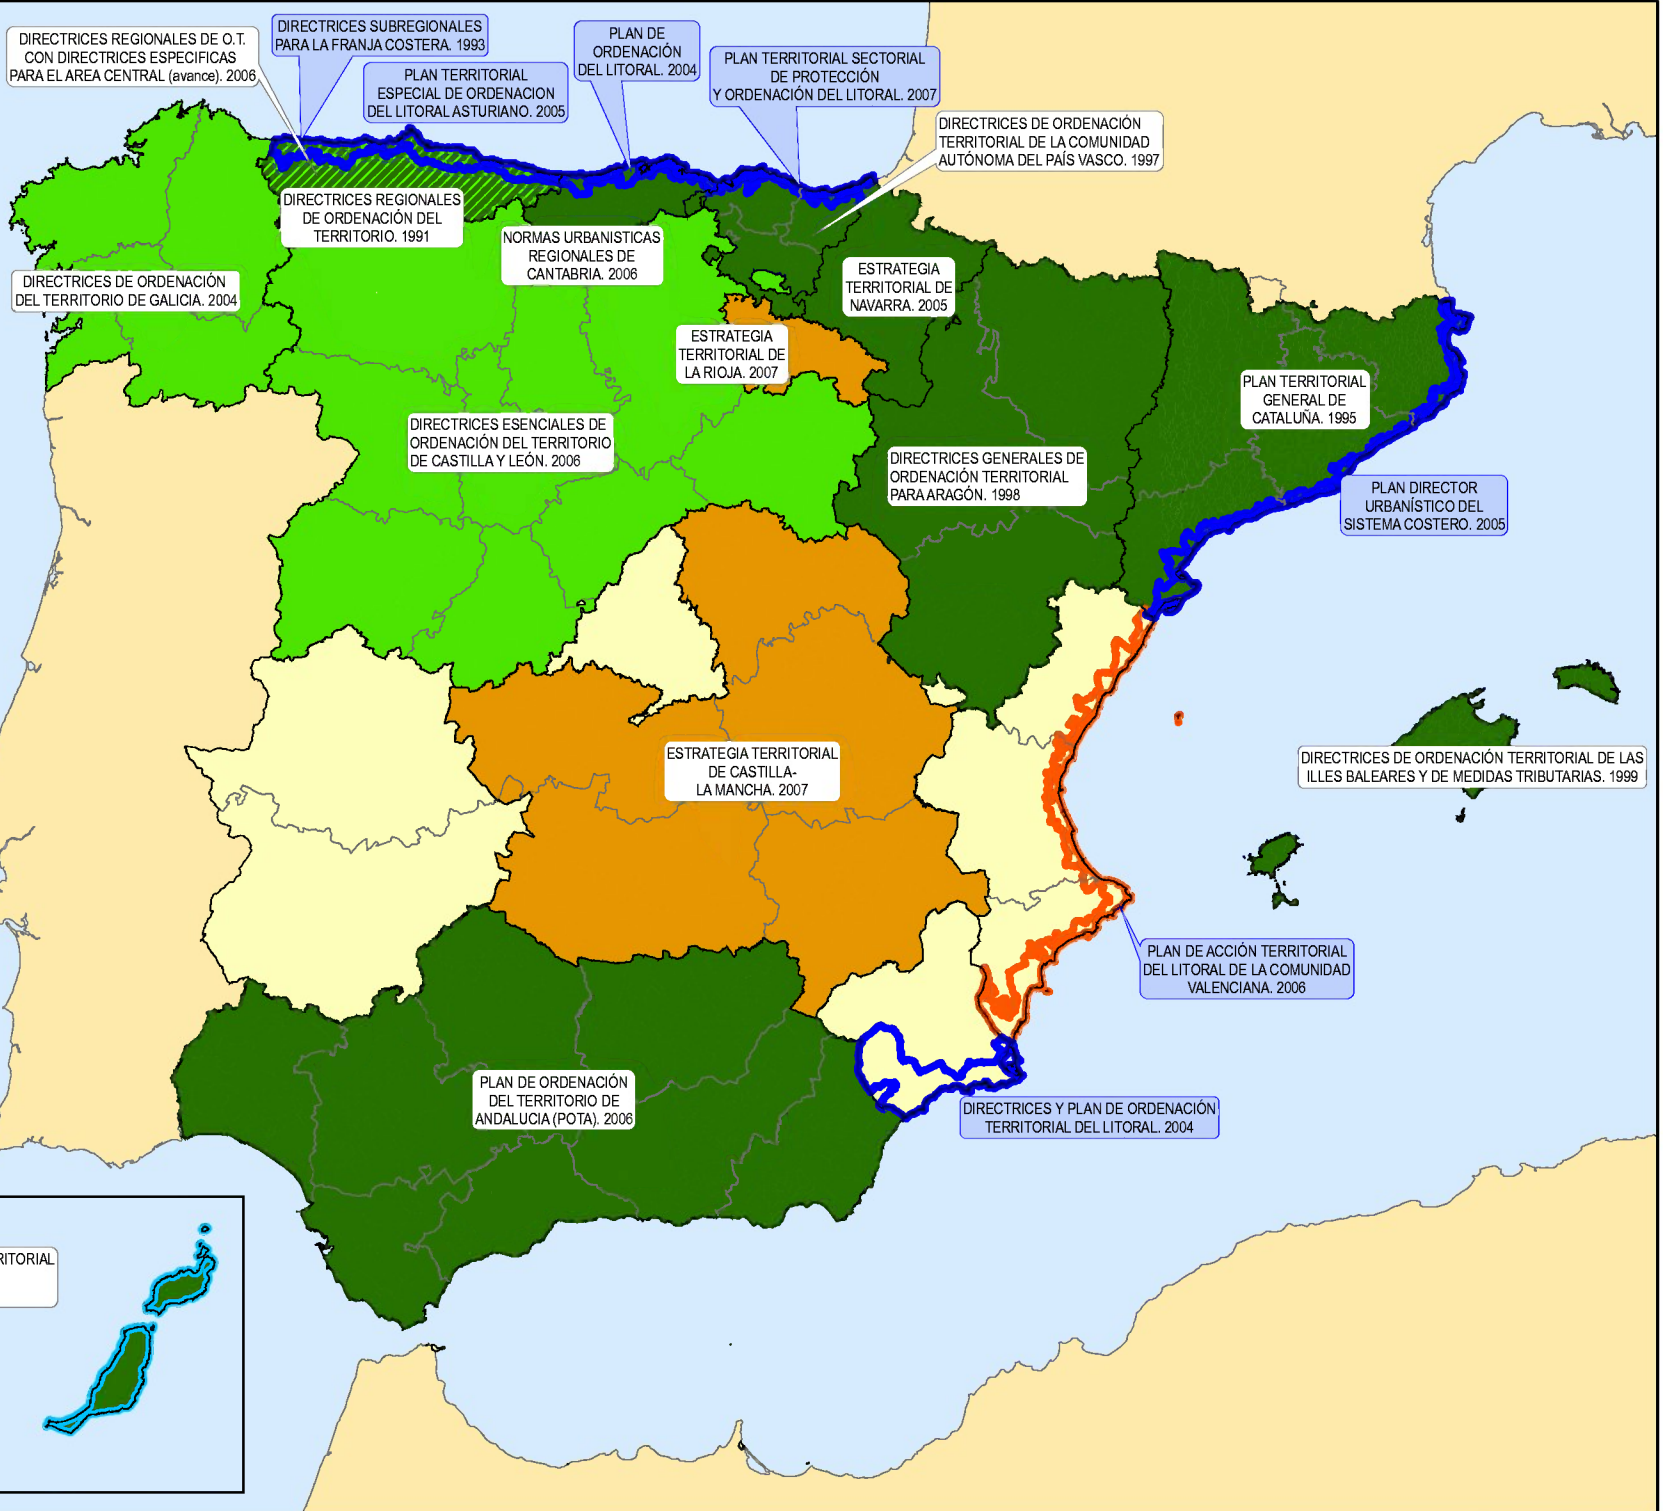 DIRECTRICES REGIONALES DE O.T.
CON DIRECTRICES ESPECIFICAS
PARA EL AREA CENTRAL (avance). 2006
DIRECTRICES SUBREGIONALES
PARA LA FRANJA COSTERA. 1993
PLAN TERRITORIAL
ESPECIAL DE ORDENACION
DEL LITORAL ASTURIANO. 2005
PLAN DE
ORDENACIÓN
DEL LITORAL. 2004
PLAN TERRITORIAL SECTORIAL
DE PROTECCIÓN
Y ORDENACIÓN DEL LITORAL. 2007
DIRECTRICES DE ORDENACIÓN
TERRITORIAL DE LA COMUNIDAD
AUTÓNOMA DEL PAÍS VASCO. 1997
DIRECTRICES REGIONALES
DE ORDENACIÓN DEL
TERRITORIO. 1991
NORMAS URBANISTICAS
REGIONALES DE
CANTABRIA. 2006
DIRECTRICES DE ORDENACIÓN
DEL TERRITORIO DE GALICIA. 2004
ESTRATEGIA
TERRITORIAL DE
NAVARRA. 2005
ESTRATEGIA
TERRITORIAL DE
LA RIOJA. 2007
PLAN TERRITORIAL
GENERAL DE
CATALUÑA. 1995
DIRECTRICES ESENCIALES DE
ORDENACIÓN DEL TERRITORIO
DE CASTILLA Y LEÓN. 2006
DIRECTRICES GENERALES DE
ORDENACIÓN TERRITORIAL
PARA ARAGÓN. 1998
PLAN DIRECTOR
URBANÍSTICO DEL
SISTEMA COSTERO. 2005
ESTRATEGIA TERRITORIAL
DE CASTILLA-
LA MANCHA. 2007
DIRECTRICES DE ORDENACIÓN TERRITORIAL DE LAS
ILLES BALEARES Y DE MEDIDAS TRIBUTARIAS. 1999
PLAN DE ACCIÓN TERRITORIAL
DEL LITORAL DE LA COMUNIDAD
VALENCIANA. 2006
PLAN DE ORDENACIÓN
DEL TERRITORIO DE
ANDALUCIA (POTA). 2006
DIRECTRICES Y PLAN DE ORDENACIÓN
TERRITORIAL DEL LITORAL. 2004
RITORIAL